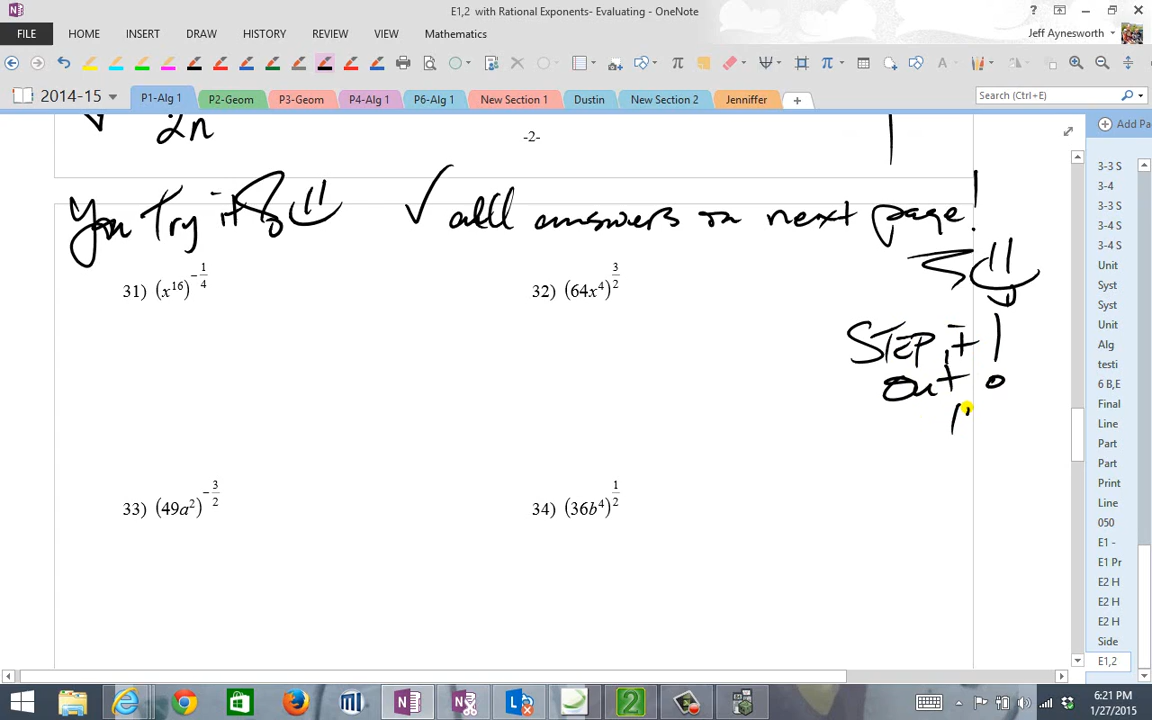 E1,2 with Rational Exponents- Evaluating - OneNote
FILE HOME INSERT DRAW HISTORY REVIEW VIEW Mathematics
Jeff Aynesworth
2014-15 P1-Alg 1 P2-Geom P3-Geom P4-Alg 1 P6-Alg 1 New Section 1 Dustin New Section 2 Jenniffer
Search (Ctrl+E)
Add Pa
2n
-2-
You Try it
✓ all answers on next page!
31) (x¹⁶)^(-1/4)
32) (64x⁴)^(3/2)
STEP it !
out
33) (49a²)^(-3/2)
34) (36b⁴)^(1/2)
3-3 S
3-4
3-3 S
3-4 S
3-4 S
Unit
Syst
Syst
Unit
Alg
testi
6 B,E
Final
Line
Part
Part
Print
Line
050
E1 -
E1 Pr
E2 H
E2 H
E2 H
Side
E1,2
6:21 PM
1/27/2015